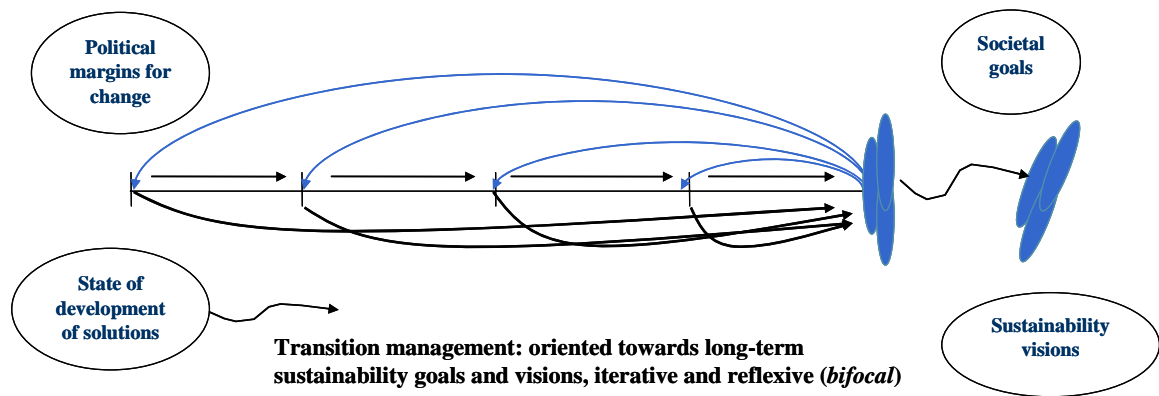 Political
margins for
change
Societal
goals
State of
development
of solutions
Sustainability
visions
Transition management: oriented towards long-term
sustainability goals and visions, iterative and reflexive (bifocal)